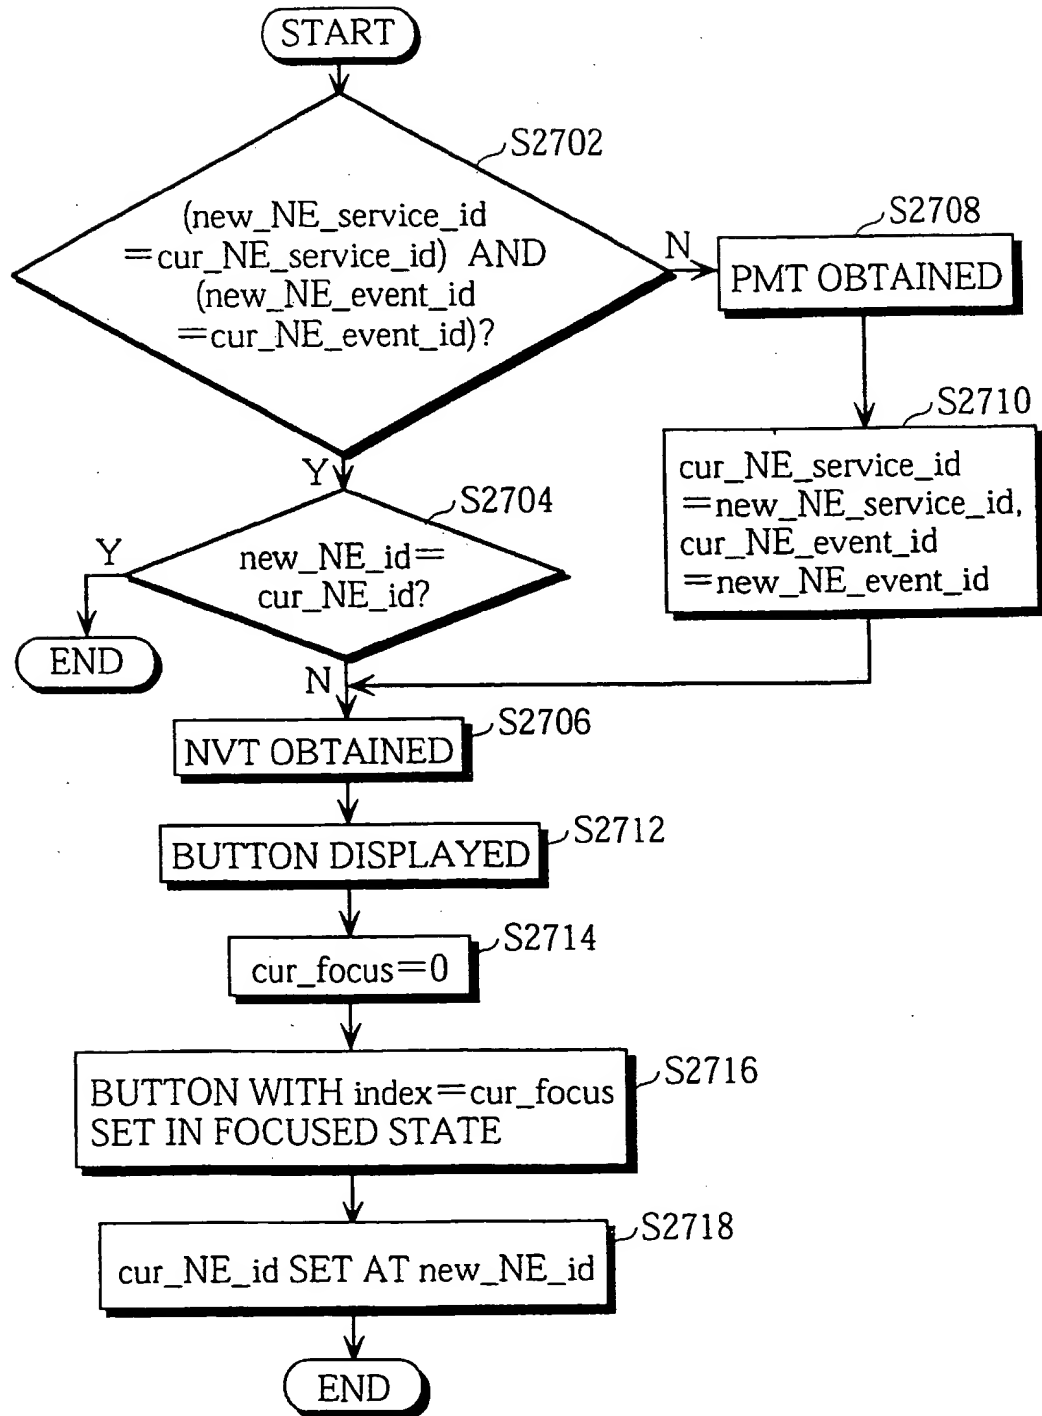 START
S2702
(new_NE_service_id
=cur_NE_service_id) AND
(new_NE_event_id
=cur_NE_event_id)?
N
S2708
PMT OBTAINED
S2710
cur_NE_service_id
=new_NE_service_id,
cur_NE_event_id
=new_NE_event_id
Y
S2704
new_NE_id=
cur_NE_id?
Y
END
N
S2706
NVT OBTAINED
S2712
BUTTON DISPLAYED
S2714
cur_focus=0
S2716
BUTTON WITH index=cur_focus
SET IN FOCUSED STATE
S2718
cur_NE_id SET AT new_NE_id
END